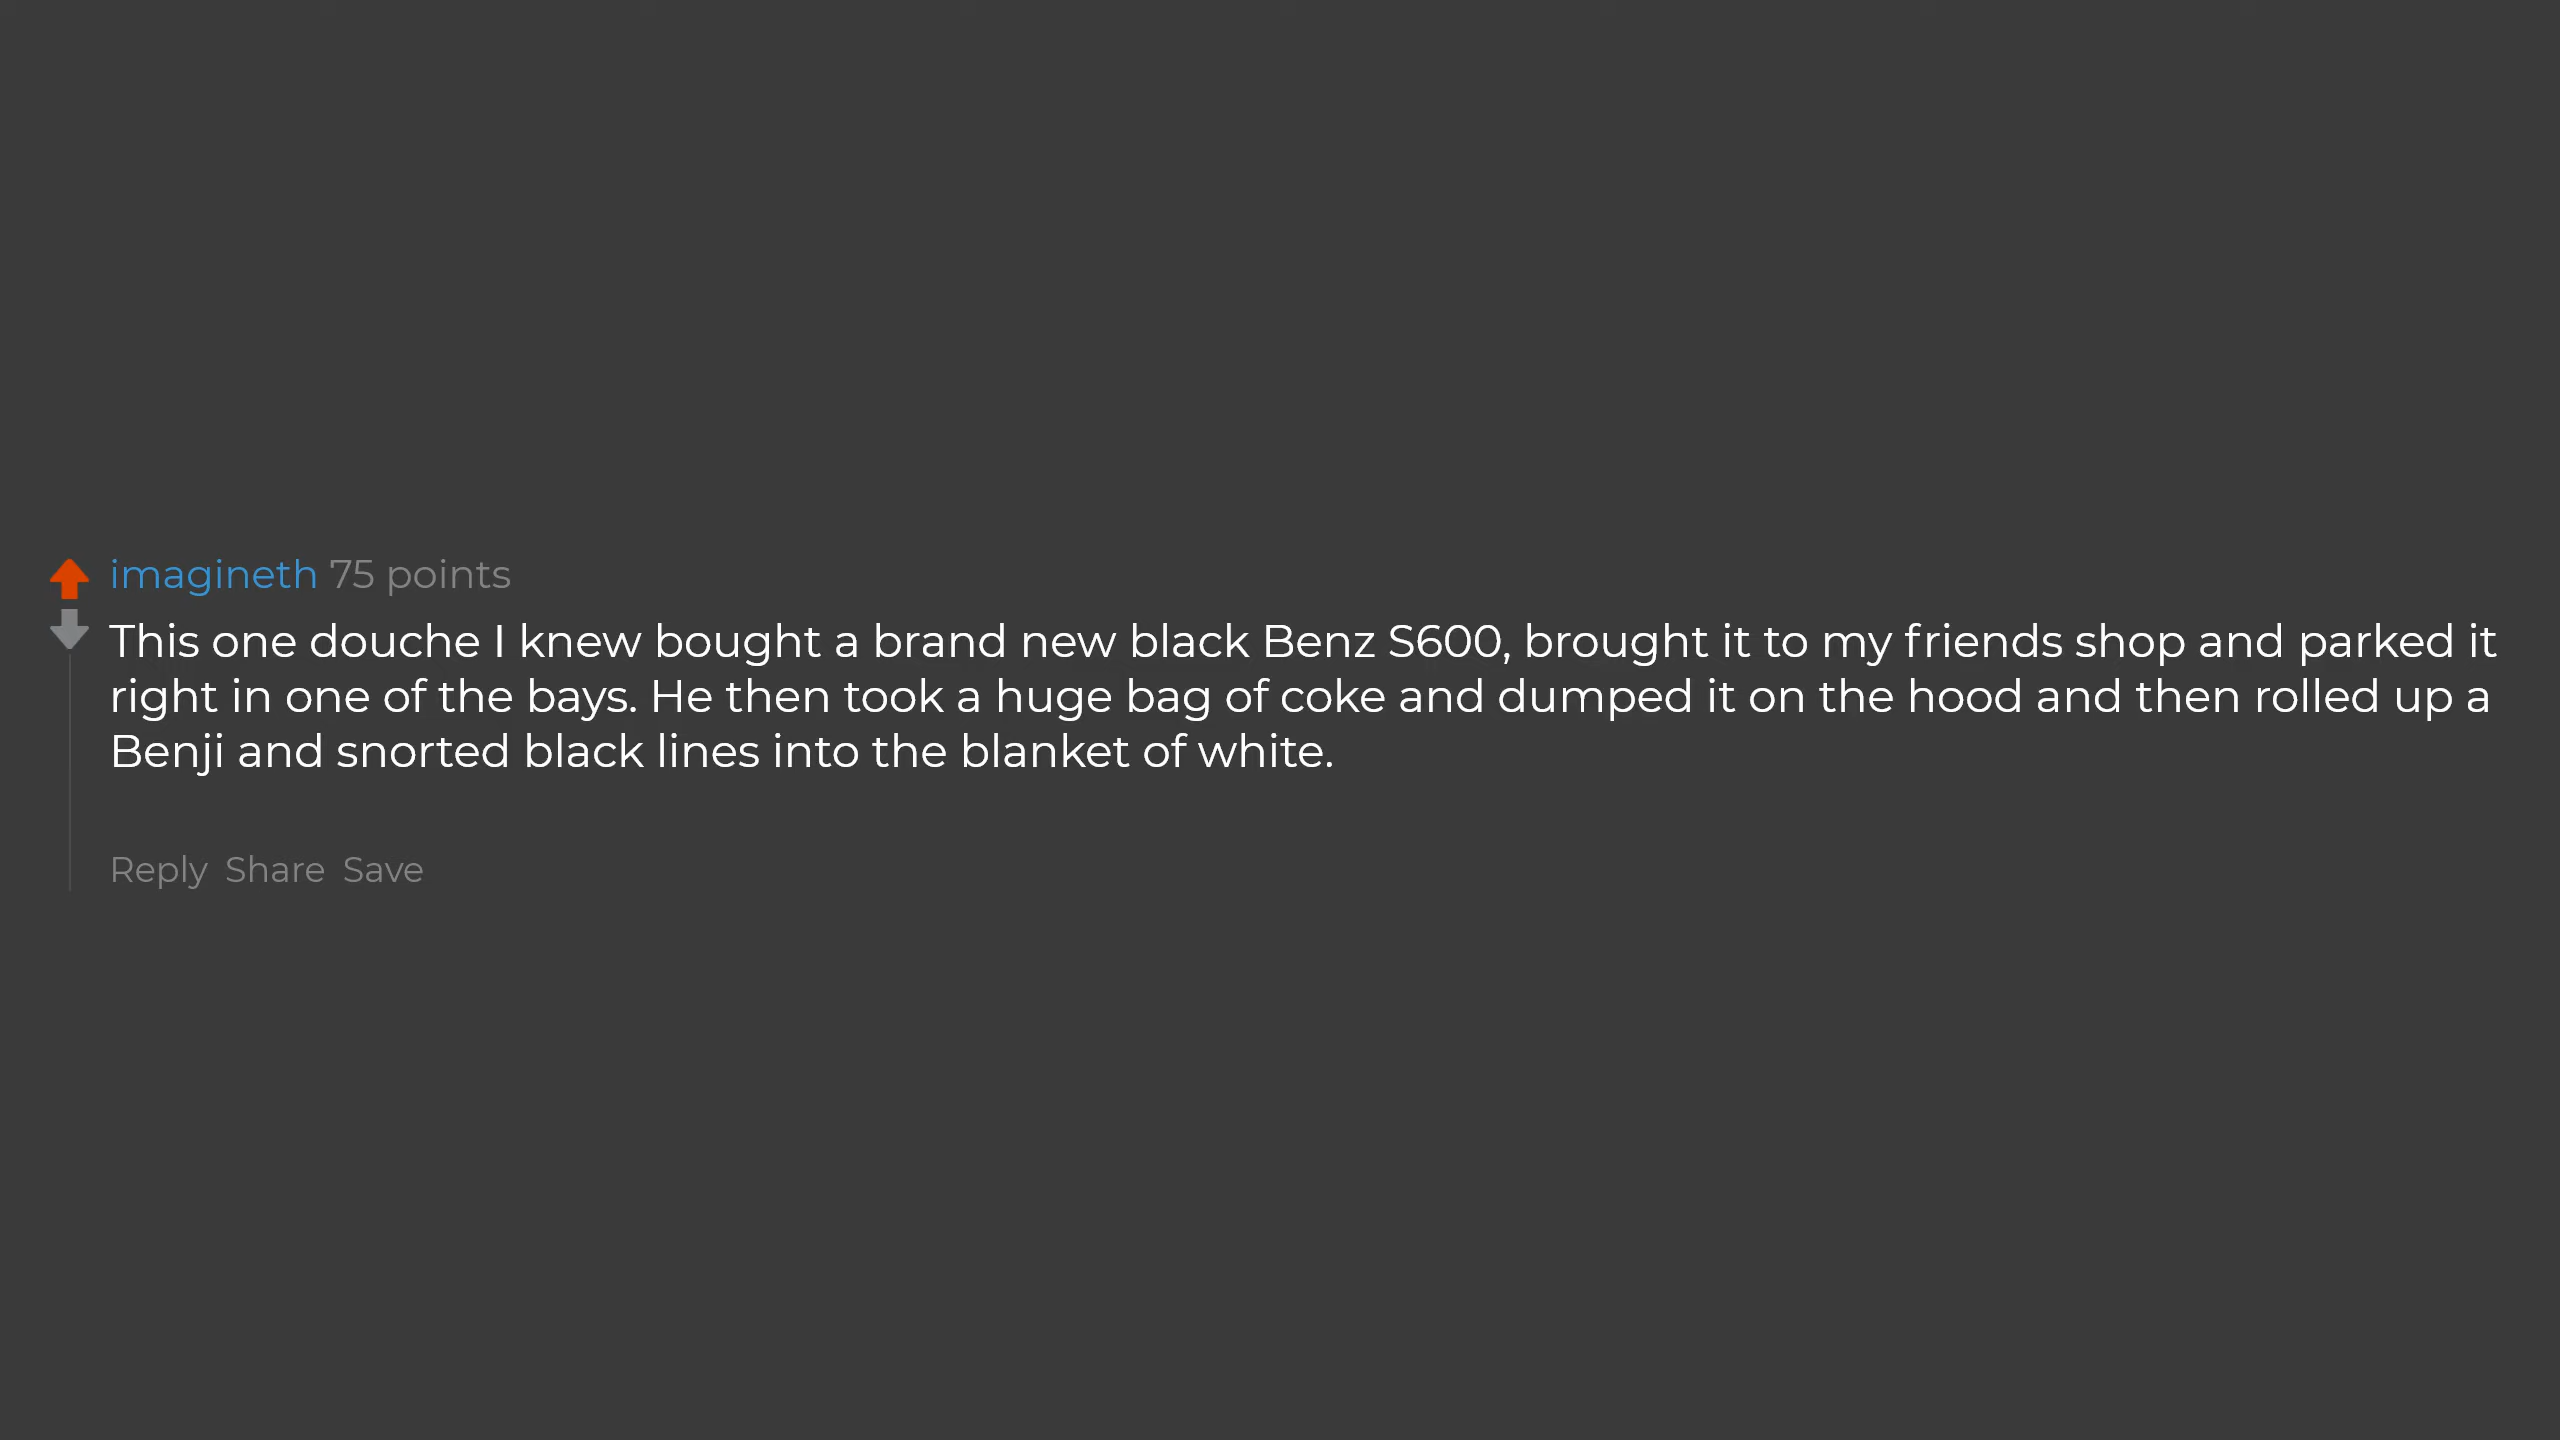 imagineth 75 points
This one douche I knew bought a brand new black Benz S600, brought it to my friends shop and parked it
right in one of the bays. He then took a huge bag of coke and dumped it on the hood and then rolled up a
Benji and snorted black lines into the blanket of white.
Reply Share Save